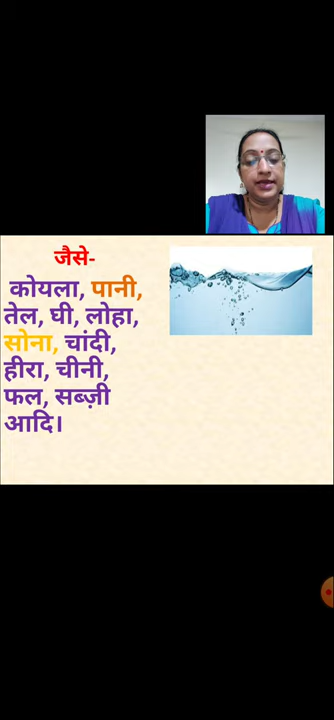 जैसे-
कोयला, पानी,
तेल, घी, लोहा,
सोना, चांदी,
हीरा, चीनी,
फल, सब्ज़ी
आदि।